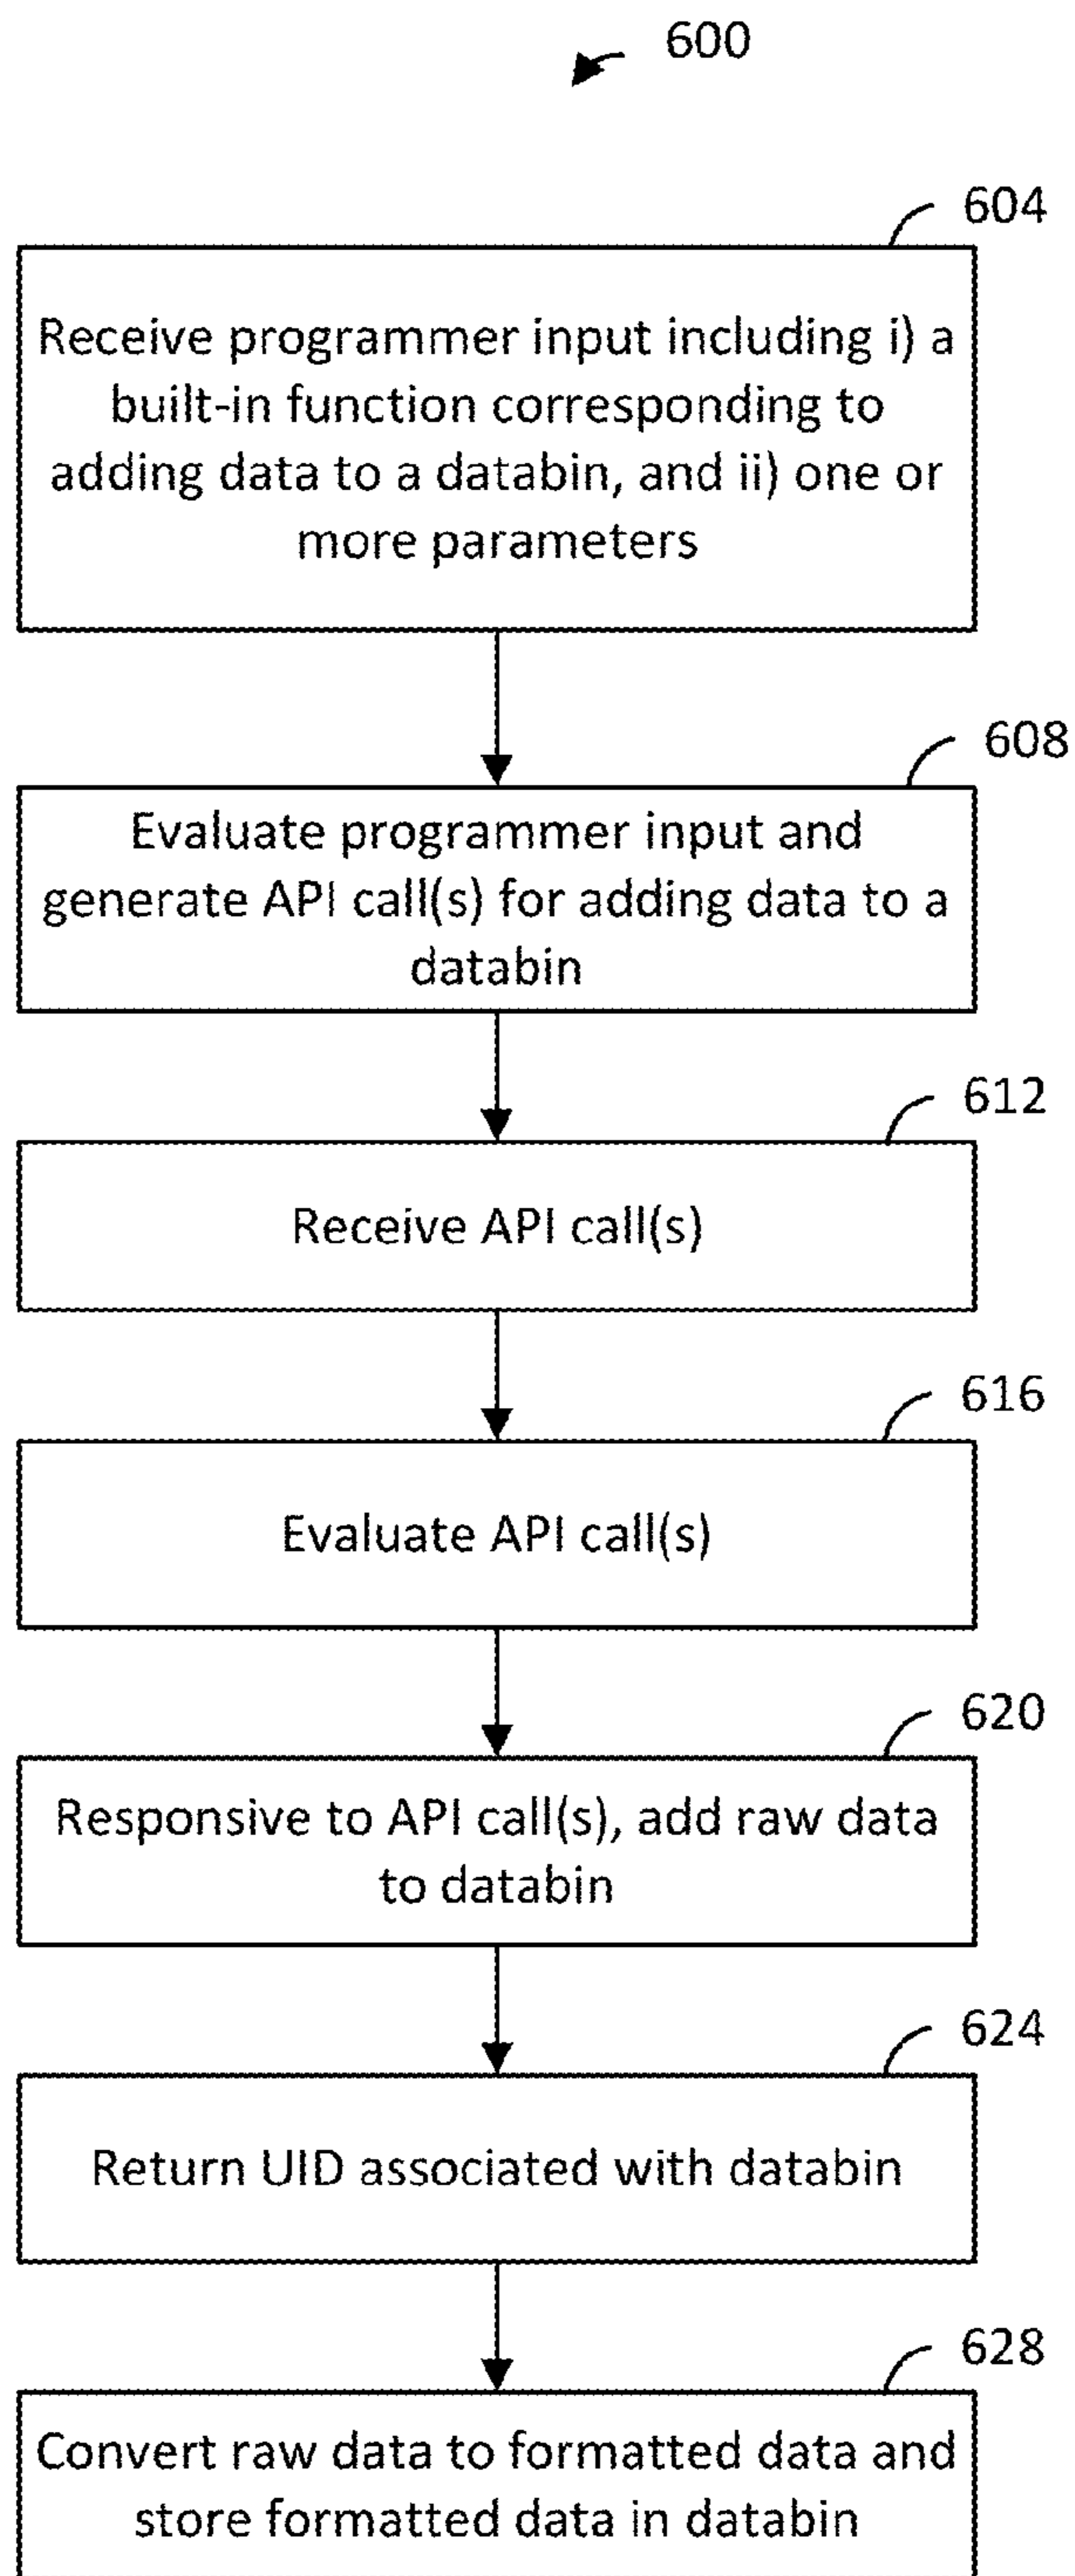 600
604
Receive programmer input including i) a
built-in function corresponding to
adding data to a databin, and ii) one or
more parameters
608
Evaluate programmer input and
generate API call(s) for adding data to a
databin
612
Receive API call(s)
616
Evaluate API call(s)
620
Responsive to API call(s), add raw data
to databin
624
Return UID associated with databin
628
Convert raw data to formatted data and
store formatted data in databin